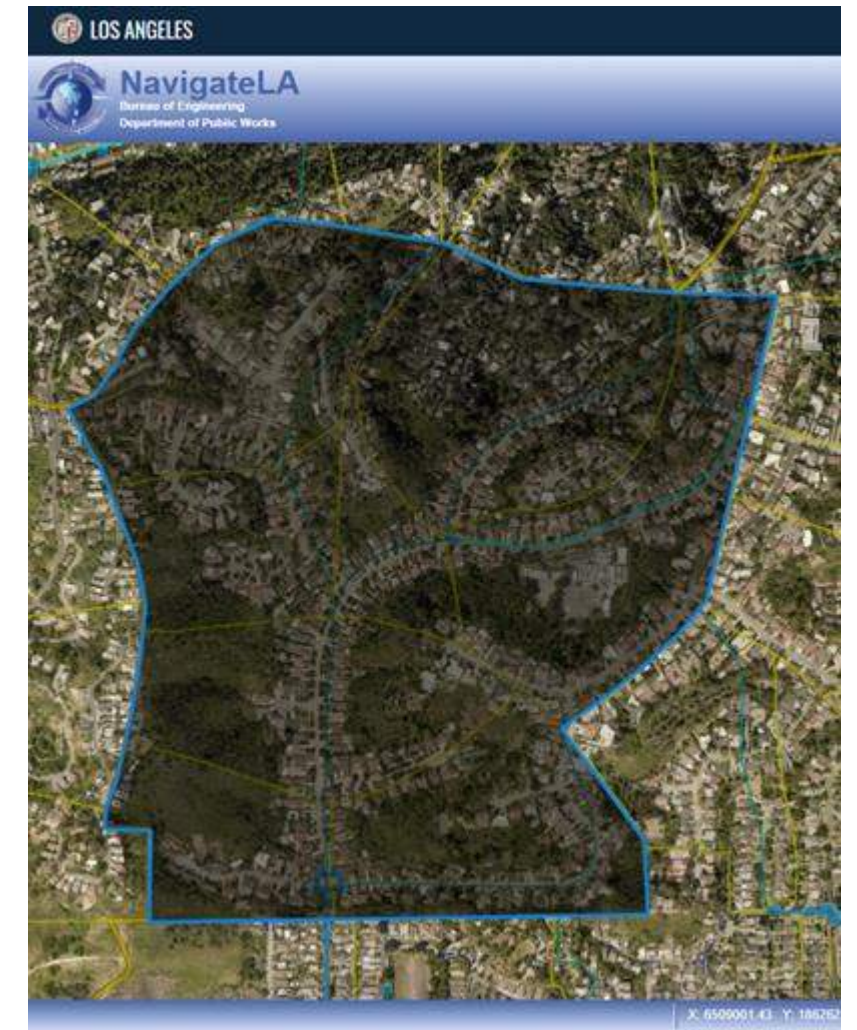 LOS ANGELES
NavigateLA
Bureau of Engineering
Department of Public Works
X: 6509001.43 Y: 186262